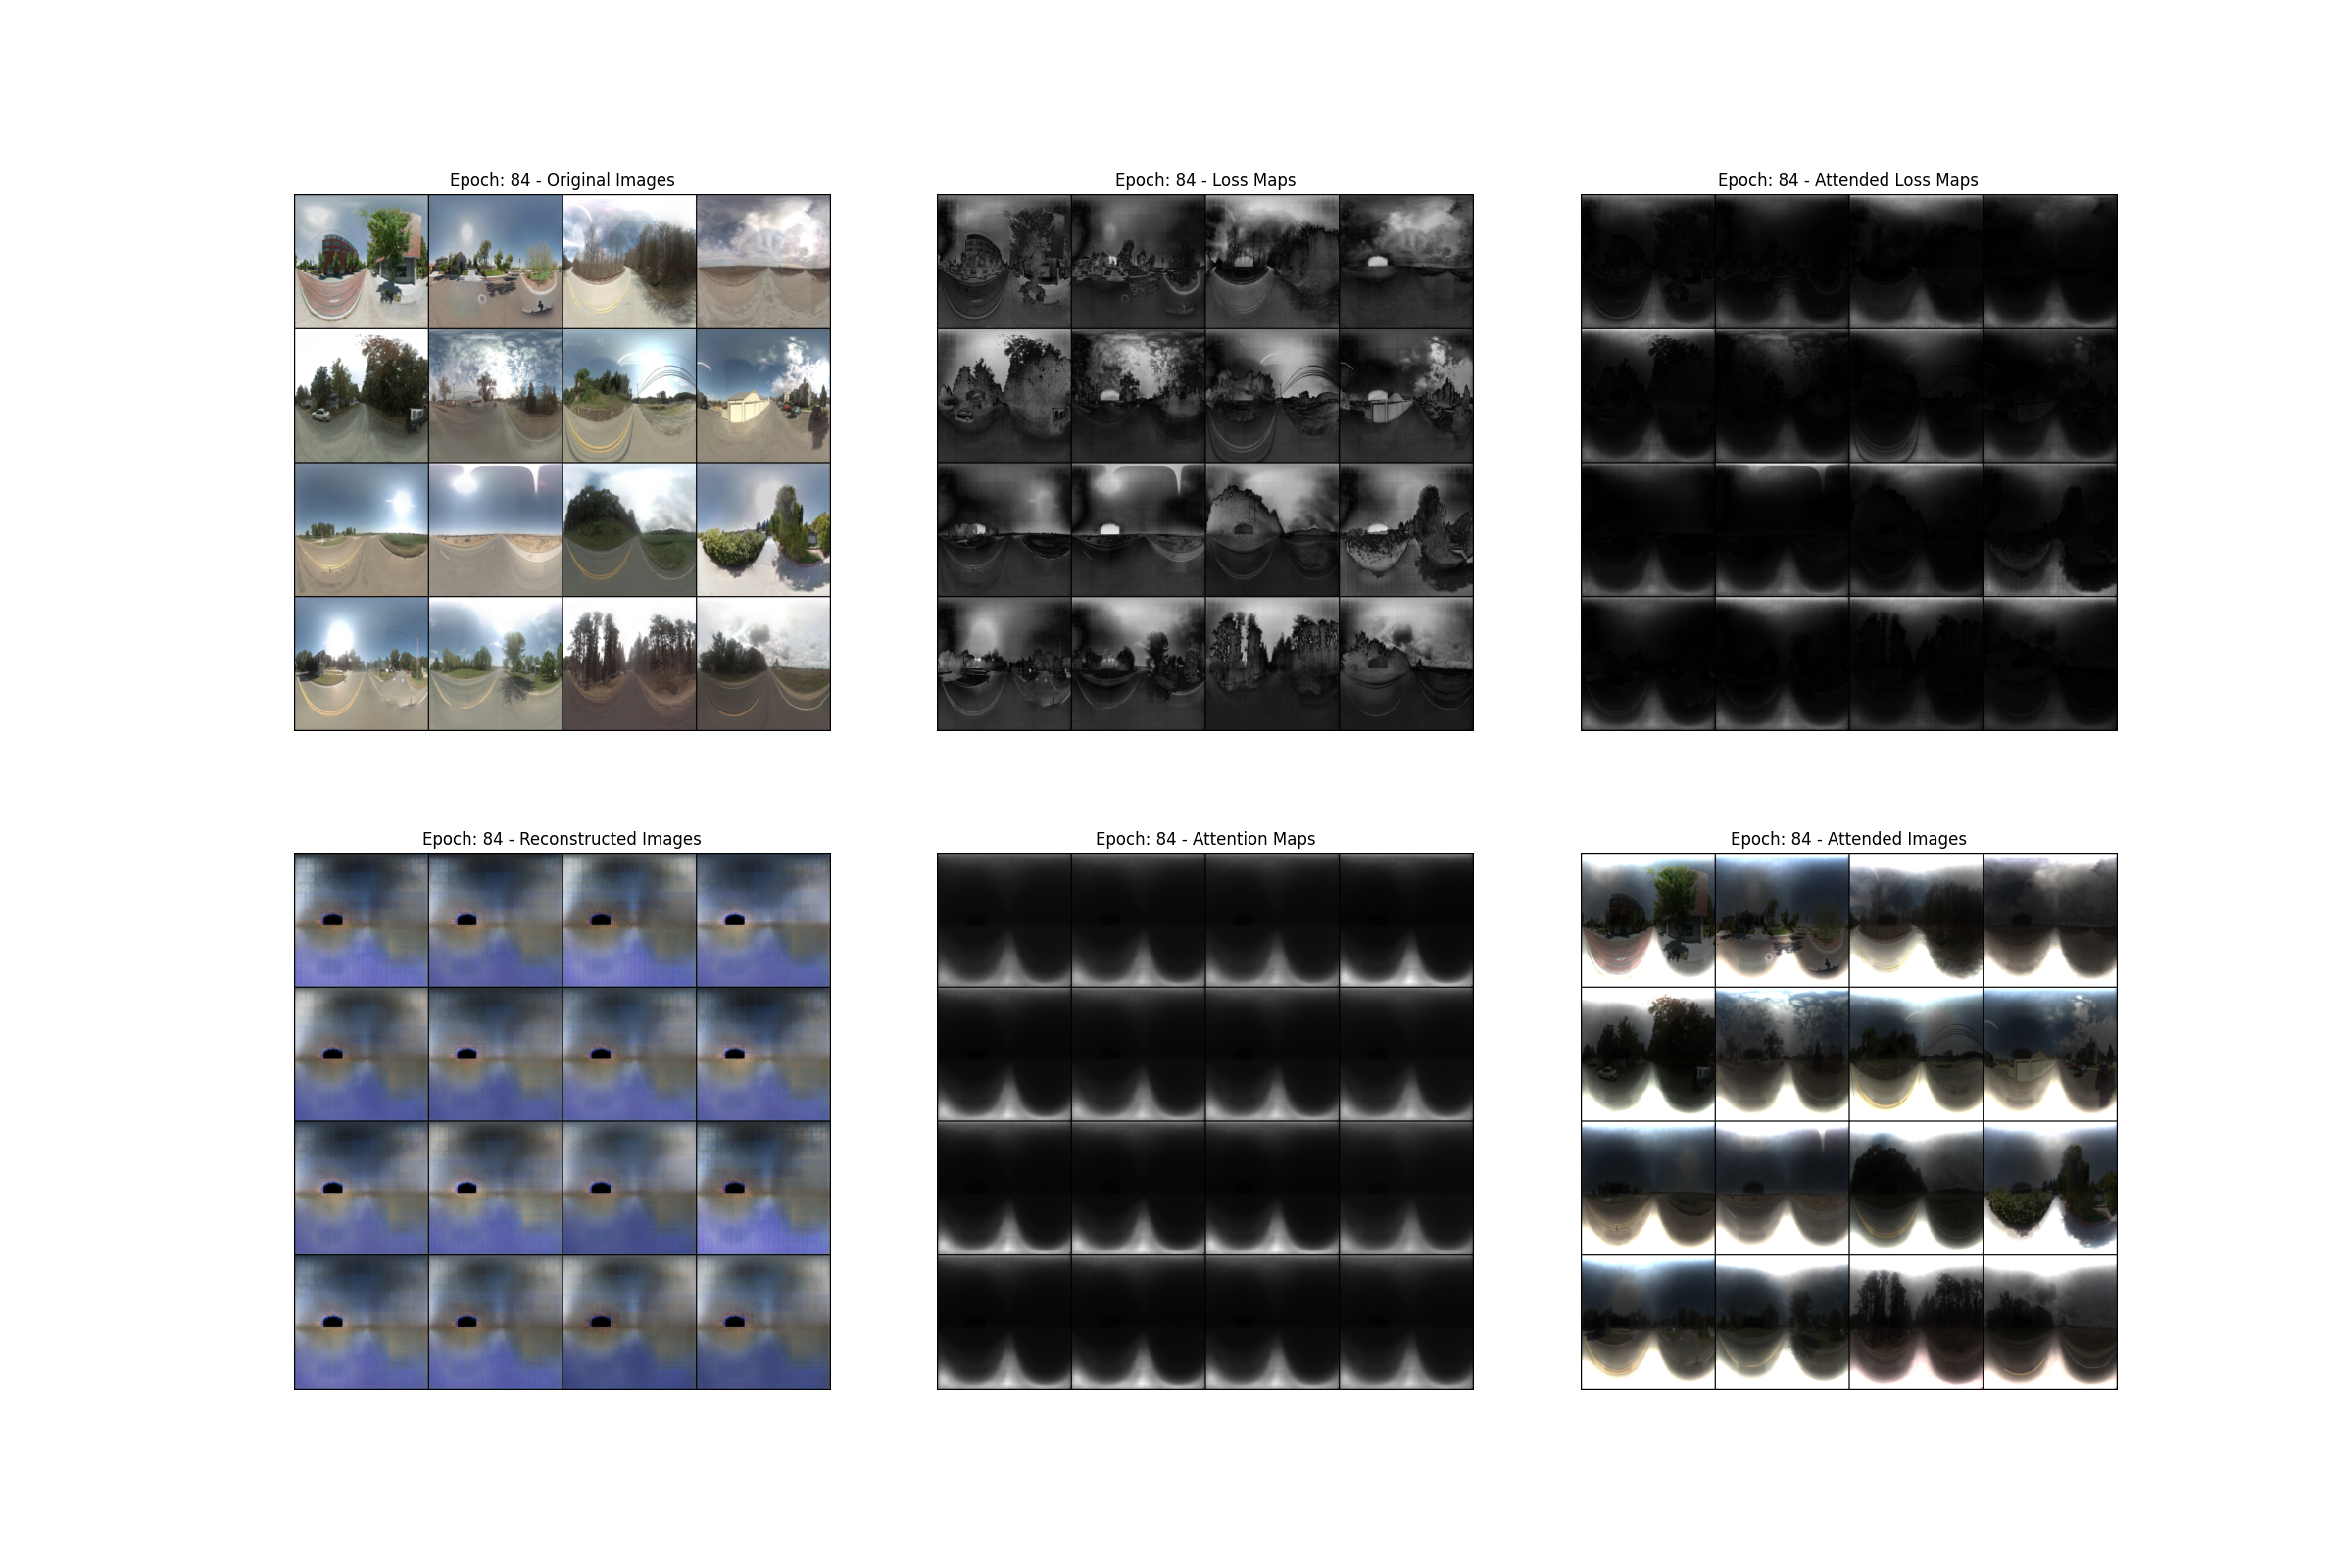 Epoch: 84 - Original Images
Epoch: 84 - Loss Maps
Epoch: 84 - Attended Loss Maps
Epoch: 84 - Reconstructed Images
Epoch: 84 - Attention Maps
Epoch: 84 - Attended Images